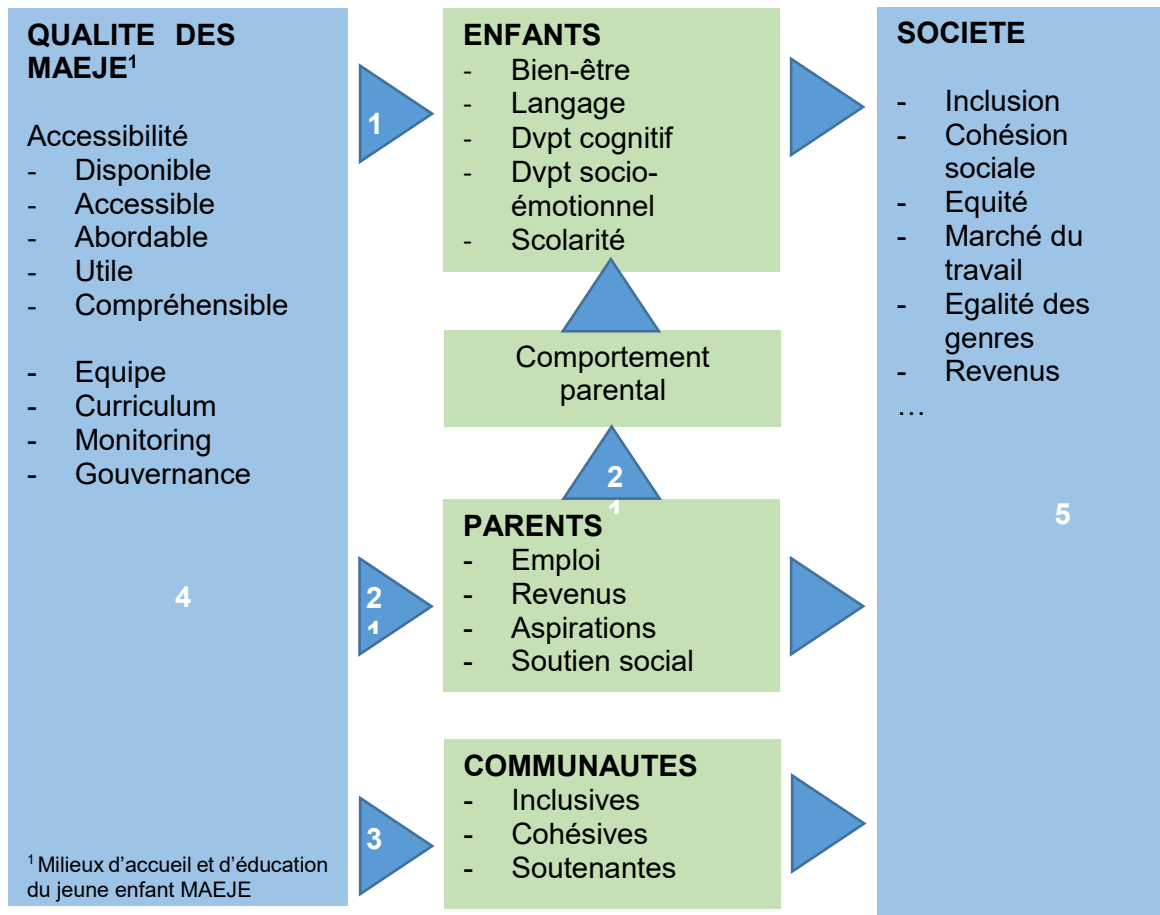 QUALITE DES
MAEJE¹
Accessibilité
- Disponible
- Accessible
- Abordable
- Utile
- Compréhensible
- Equipe
- Curriculum
- Monitoring
- Gouvernance
4
¹ Milieux d’accueil et d’éducation
du jeune enfant MAEJE
1
2
1
3
ENFANTS
- Bien-être
- Langage
- Dvpt cognitif
- Dvpt socio-
émotionnel
- Scolarité
Comportement
parental
2
1
PARENTS
- Emploi
- Revenus
- Aspirations
- Soutien social
COMMUNAUTES
- Inclusives
- Cohésives
- Soutenantes
SOCIETE
- Inclusion
- Cohésion
sociale
- Equité
- Marché du
travail
- Egalité des
genres
- Revenus
…
5